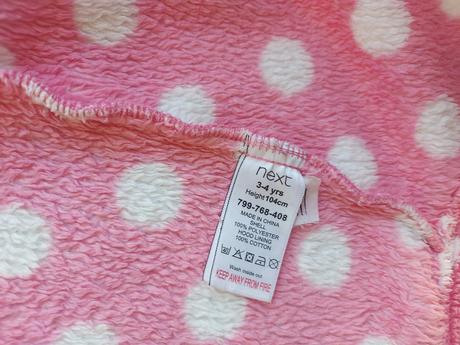 next
3-4 yrs
Height 104cm
799-768-408
MADE IN CHINA
SHELL
100% POLYESTER
HOOD LINING
100% COTTON
Wash inside out
KEEP AWAY FROM FIRE